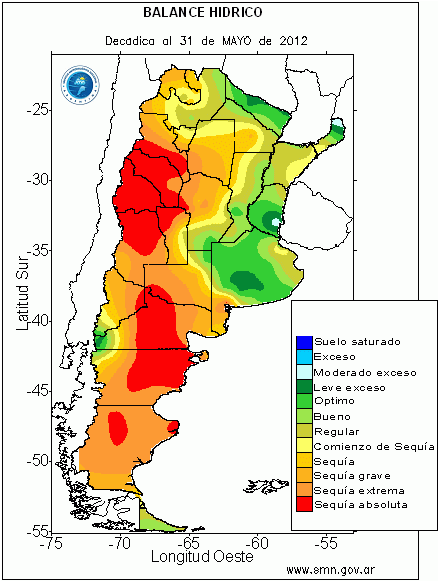 BALANCE HIDRICO
Decadica al 31 de MAYO de 2012
Latitud Sur
-25
-30
-35
-40
-45
-50
-55
-75
-70
-65
-60
-55
Longitud Oeste
Suelo saturado
Exceso
Moderado exceso
Leve exceso
Optimo
Bueno
Regular
Comienzo de Sequía
Sequía
Sequía grave
Sequía extrema
Sequía absoluta
www.smn.gov.ar